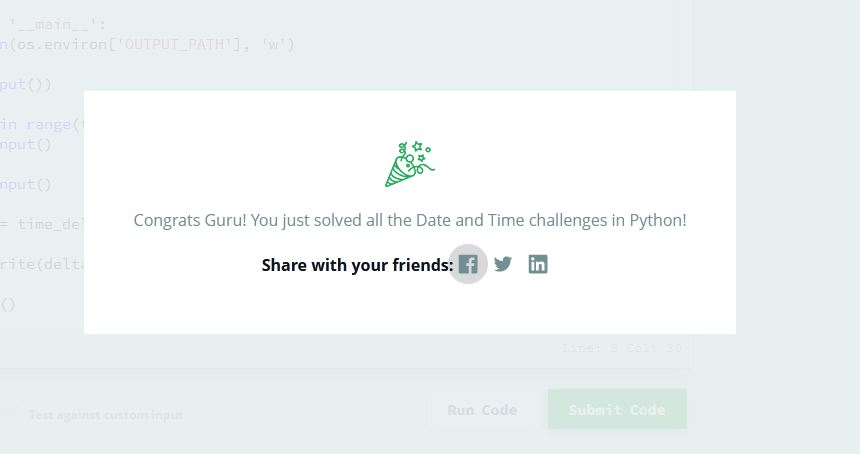 '__main__':
n(os.environ['OUTPUT_PATH'], 'w')
put())
in range(
nput()
nput()
= time_del
rite(delta
()
Congrats Guru! You just solved all the Date and Time challenges in Python!
Share with your friends:
Line: 8 Col: 30
Test against custom input
Run Code
Submit Code